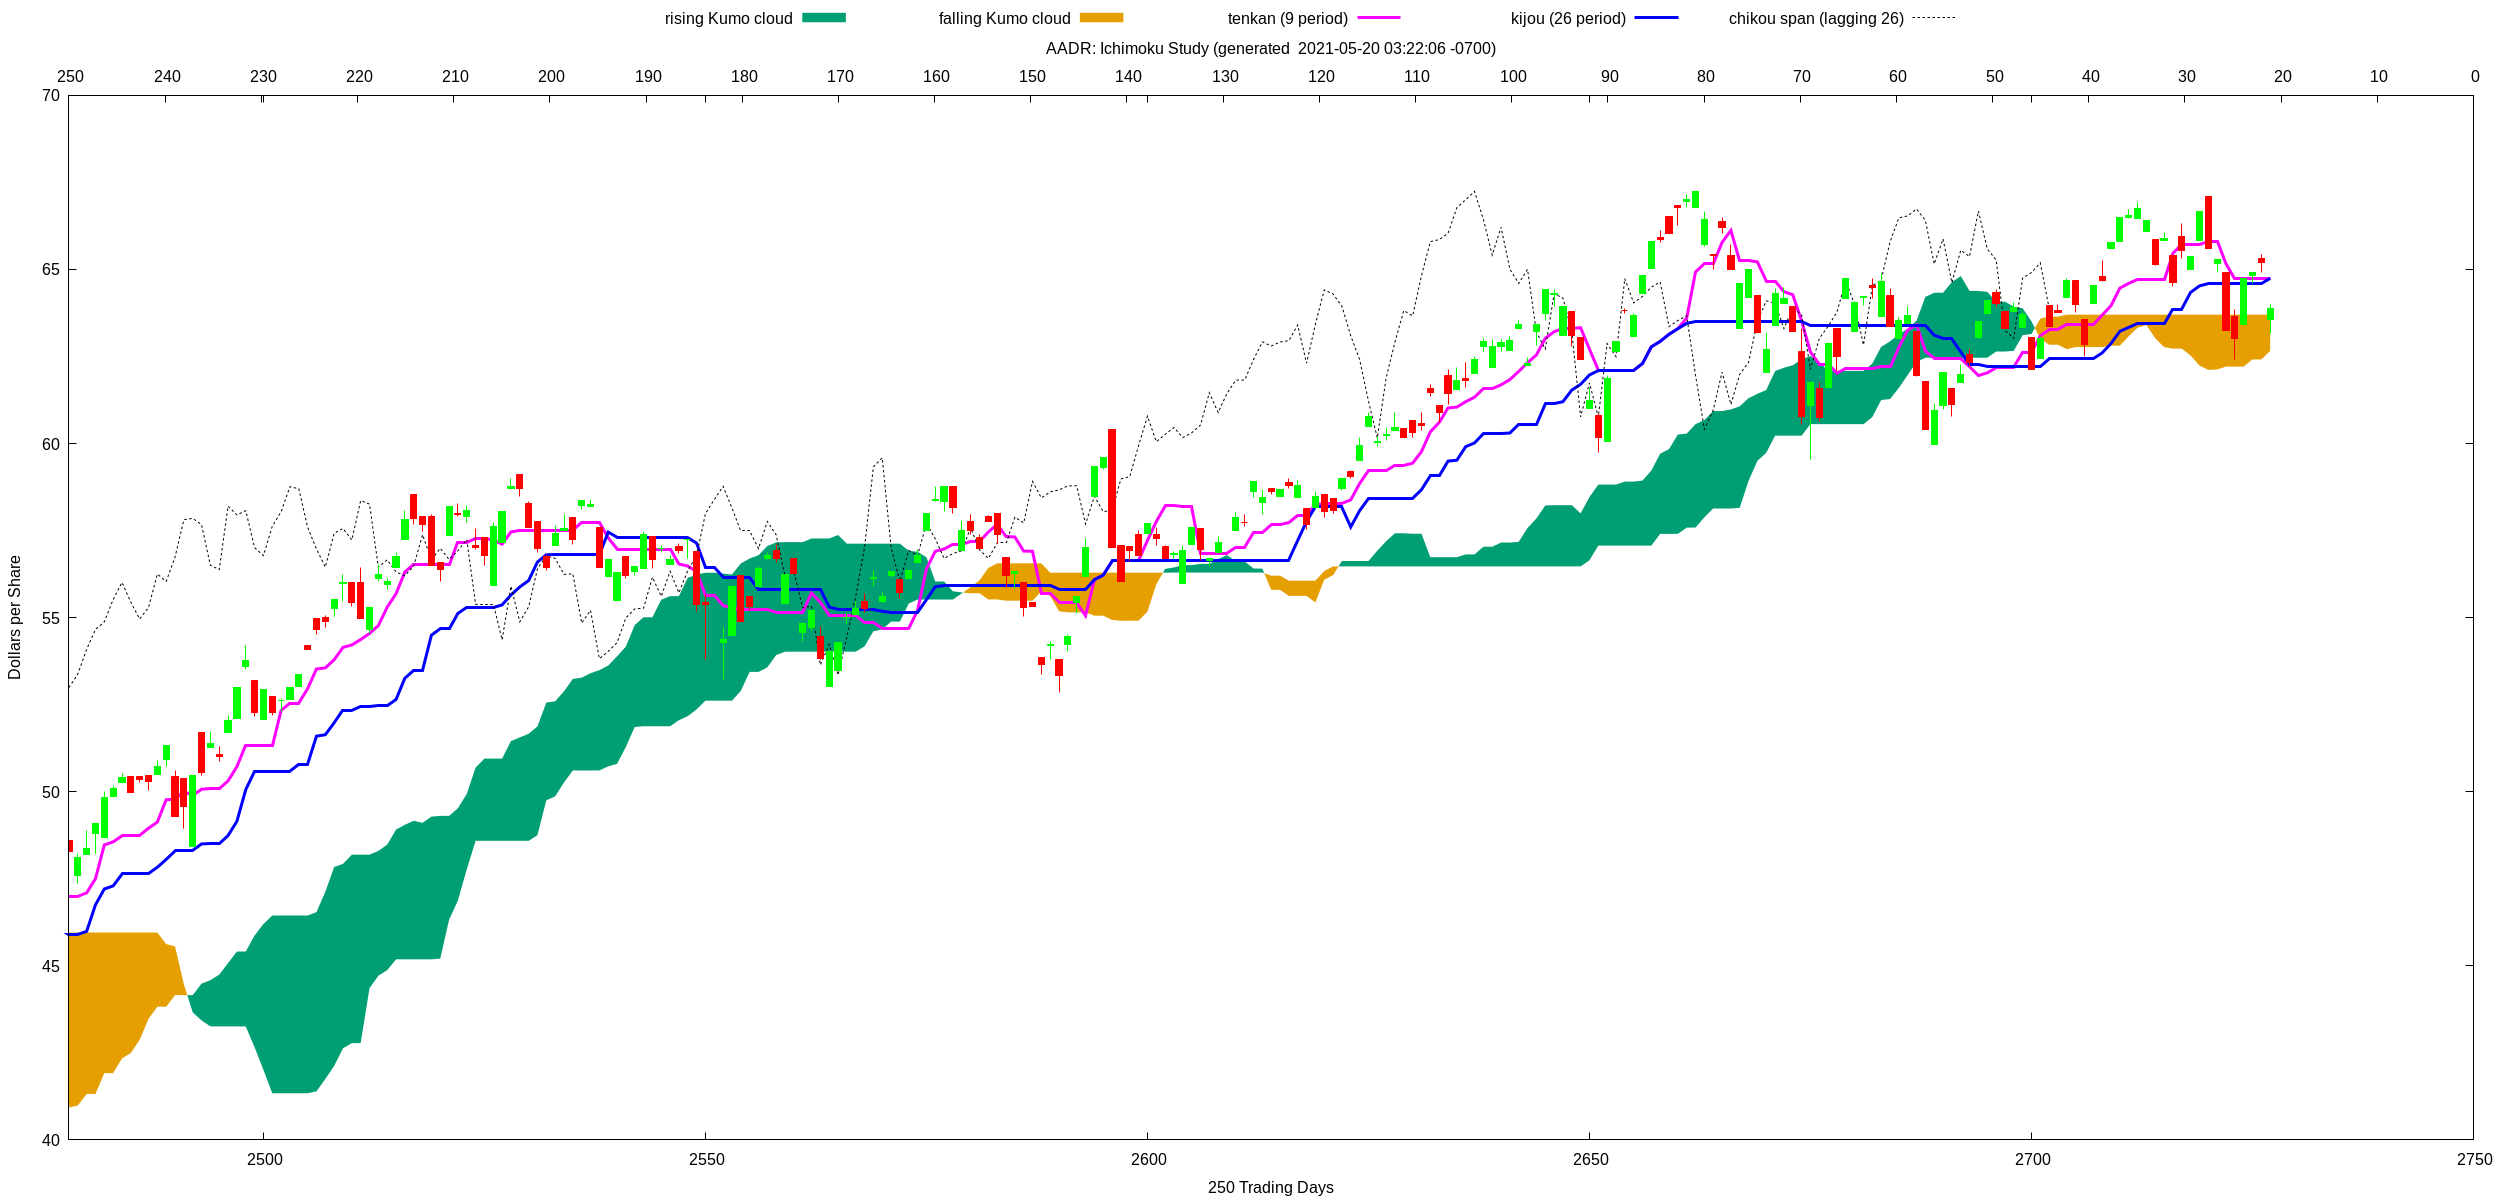 rising Kumo cloud falling Kumo cloud tenkan (9 period) kijou (26 period) chikou span (lagging 26)
AADR: Ichimoku Study (generated  2021-05-20 03:22:06 -0700)
250 240 230 220 210 200 190 180 170 160 150 140 130 120 110 100 90 80 70 60 50 40 30 20 10 0
70
65
60
55
50
45
40
Dollars per Share
2500 2550 2600 2650 2700 2750
250 Trading Days